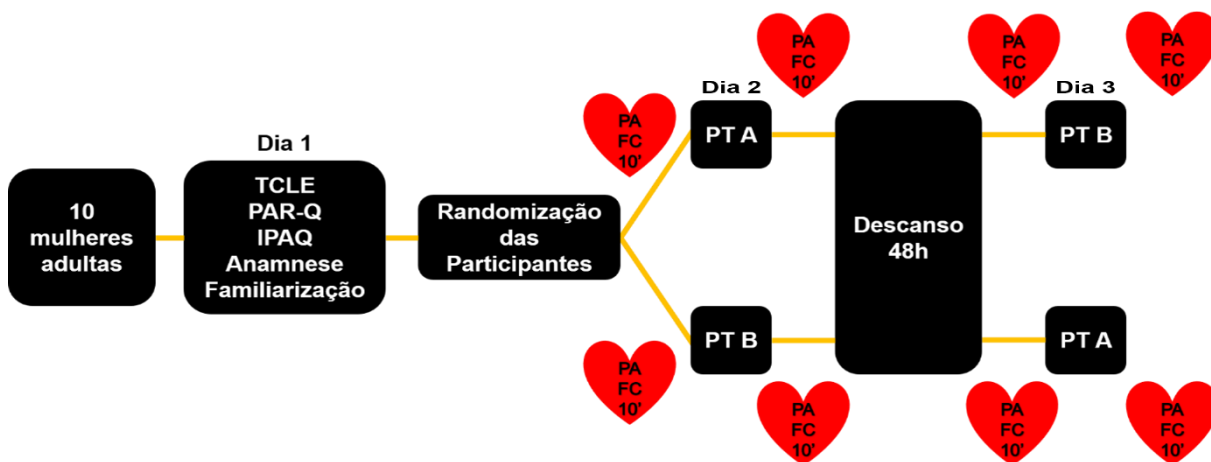 10
mulheres
adultas
Dia 1
TCLE
PAR-Q
IPAQ
Anamnese
Familiarização
Randomização
das
Participantes
PA
FC
10'
PA
FC
10'
Dia 2
PT A
PT B
PA
FC
10'
PA
FC
10'
Descanso
48h
PA
FC
10'
PA
FC
10'
Dia 3
PT B
PT A
PA
FC
10'
PA
FC
10'